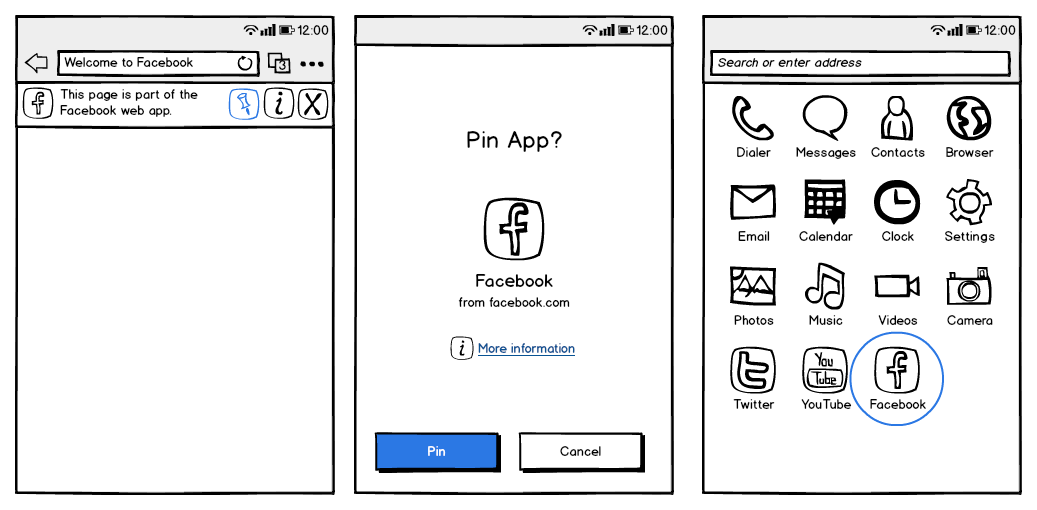 12:00
Welcome to Facebook
3
f
This page is part of the
Facebook web app.
i
X
12:00
Pin App?
f
Facebook
from facebook.com
i
More information
Pin
Cancel
12:00
Search or enter address
Dialer
Messages
Contacts
Browser
Email
Calendar
Clock
Settings
Photos
Music
Videos
Camera
t
You
Tube
f
Twitter
YouTube
Facebook